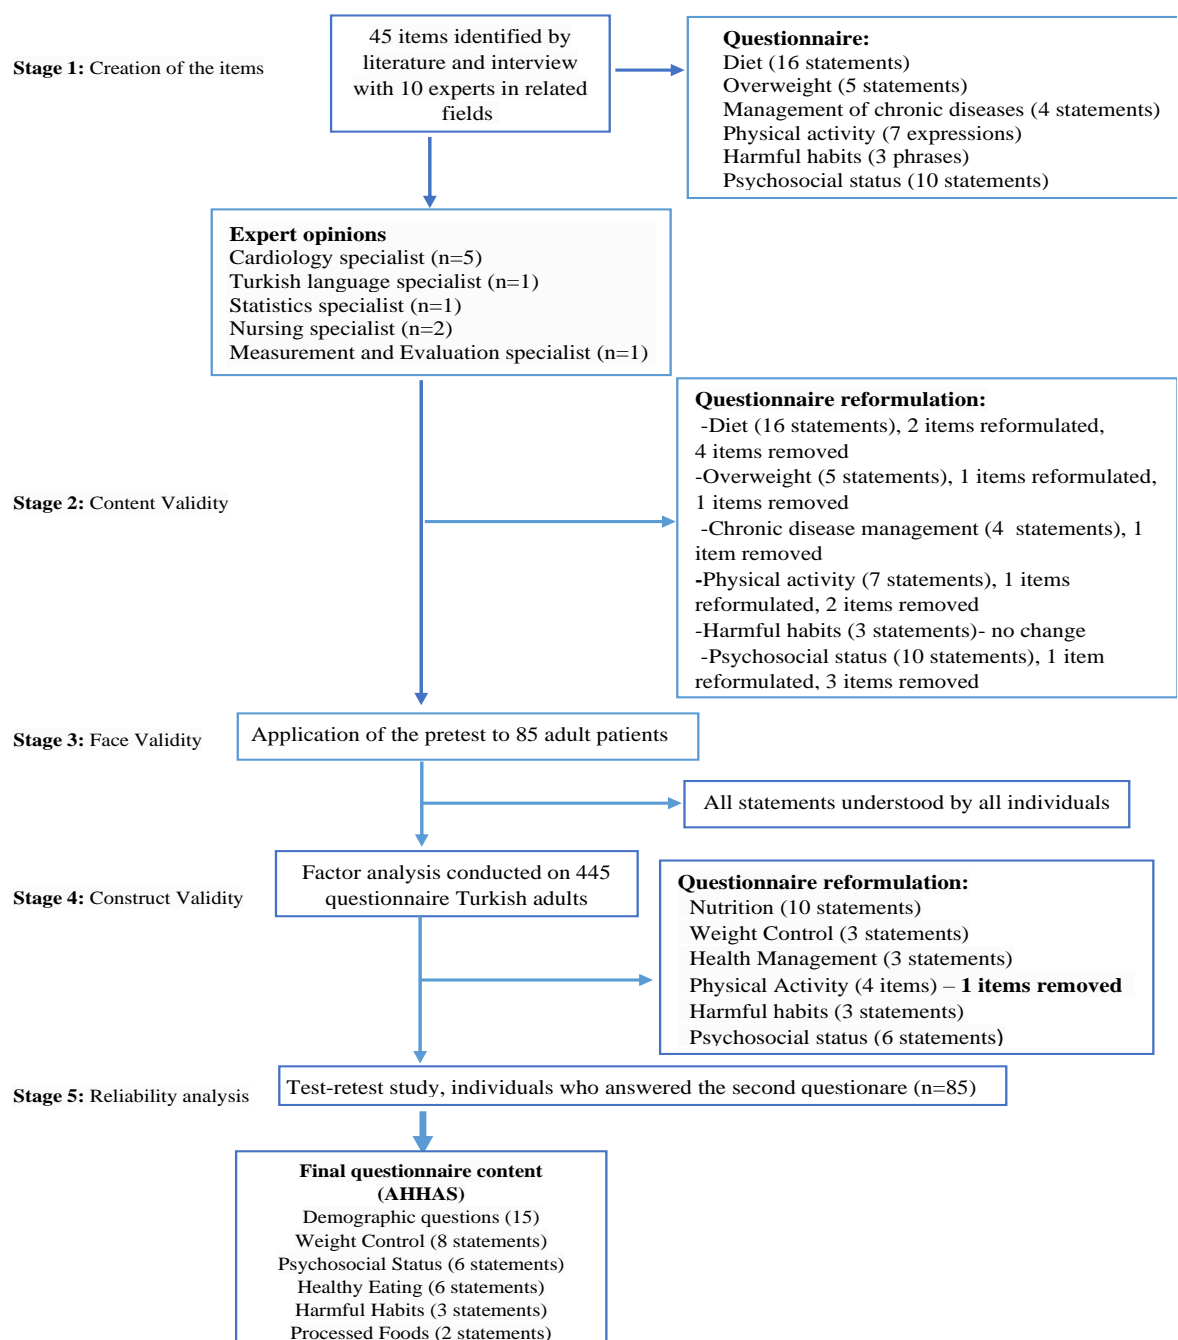 45 items identified by
literature and interview
with 10 experts in related
fields
Stage 1: Creation of the items
Questionnaire:
Diet (16 statements)
Overweight (5 statements)
Management of chronic diseases (4 statements)
Physical activity (7 expressions)
Harmful habits (3 phrases)
Psychosocial status (10 statements)
Expert opinions
Cardiology specialist (n=5)
Turkish language specialist (n=1)
Statistics specialist (n=1)
Nursing specialist (n=2)
Measurement and Evaluation specialist (n=1)
Stage 2: Content Validity
Questionnaire reformulation:
-Diet (16 statements), 2 items reformulated,
4 items removed
-Overweight (5 statements), 1 items reformulated,
1 items removed
-Chronic disease management (4 statements), 1
item removed
-Physical activity (7 statements), 1 items
reformulated, 2 items removed
-Harmful habits (3 statements)- no change
-Psychosocial status (10 statements), 1 item
reformulated, 3 items removed
Stage 3: Face Validity
Application of the pretest to 85 adult patients
All statements understood by all individuals
Stage 4: Construct Validity
Factor analysis conducted on 445
questionnaire Turkish adults
Questionnaire reformulation:
Nutrition (10 statements)
Weight Control (3 statements)
Health Management (3 statements)
Physical Activity (4 items) – 1 items removed
Harmful habits (3 statements)
Psychosocial status (6 statements)
Stage 5: Reliability analysis
Test-retest study, individuals who answered the second questionare (n=85)
Final questionnaire content
(AHHAS)
Demographic questions (15)
Weight Control (8 statements)
Psychosocial Status (6 statements)
Healthy Eating (6 statements)
Harmful Habits (3 statements)
Processed Foods (2 statements)